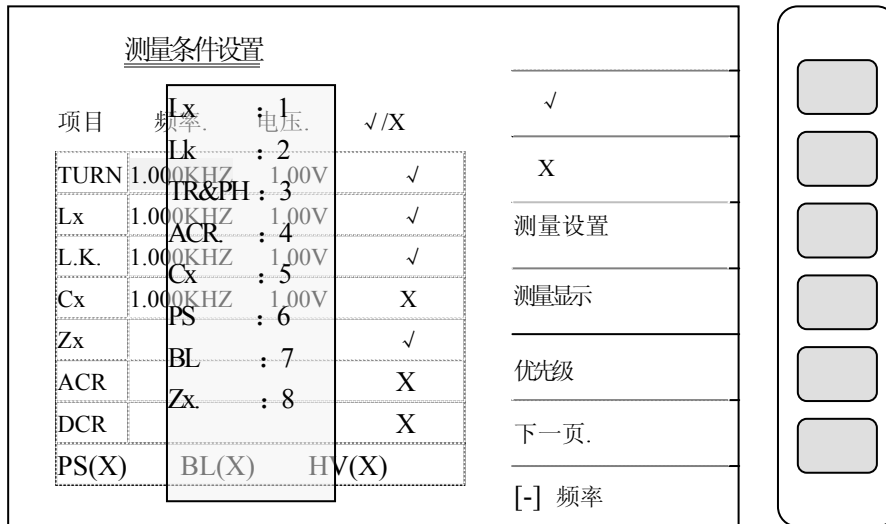 测量条件设置
项目 频率. 电压. √/X
TURN 1.000KHZ 1.00V √
Lx 1.000KHZ 1.00V √
L.K. 1.000KHZ 1.00V √
Cx 1.000KHZ 1.00V X
Zx √
ACR X
DCR X
PS(X) BL(X) HV(X)
Lx ：1
Lk ：2
TR&PH：3
ACR. ：4
Cx ：5
PS ：6
BL ：7
Zx. ：8
√
X
测量设置
测量显示
优先级
下一页.
[-] 频率